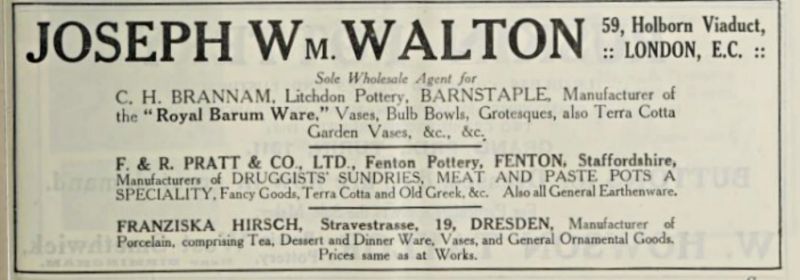 JOSEPH WM. WALTON
59, Holborn Viaduct,
:: LONDON, E.C. ::
Sole Wholesale Agent for
C. H. BRANNAM, Litchdon Pottery, BARNSTAPLE, Manufacturer of
the "Royal Barum Ware," Vases, Bulb Bowls, Grotesques, also Terra Cotta
Garden Vases, &c., &c.
F. & R. PRATT & CO., LTD., Fenton Pottery, FENTON, Staffordshire,
Manufacturers of DRUGGISTS' SUNDRIES, MEAT AND PASTE POTS A
SPECIALITY, Fancy Goods, Terra Cotta and Old Greek, &c. Also all General Earthenware.
FRANZISKA HIRSCH, Stravestrasse, 19, DRESDEN, Manufacturer of
Porcelain, comprising Tea, Dessert and Dinner Ware, Vases, and General Ornamental Goods.
Prices same as at Works.